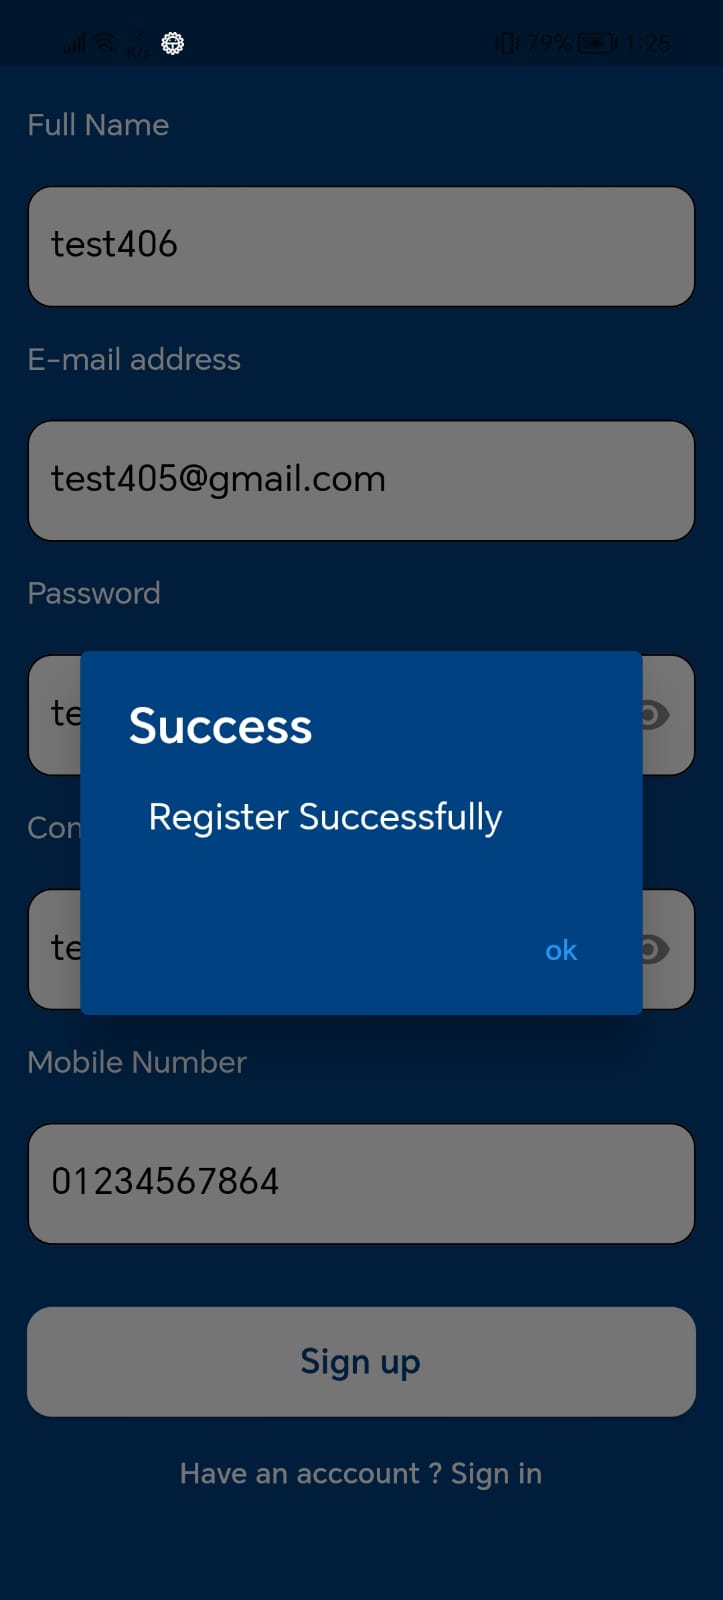 2
K/s
79% 1:25
Full Name
test406
E-mail address
test405@gmail.com
Password
te
Success
Register Successfully
Con
te
ok
Mobile Number
01234567864
Sign up
Have an acccount ? Sign in